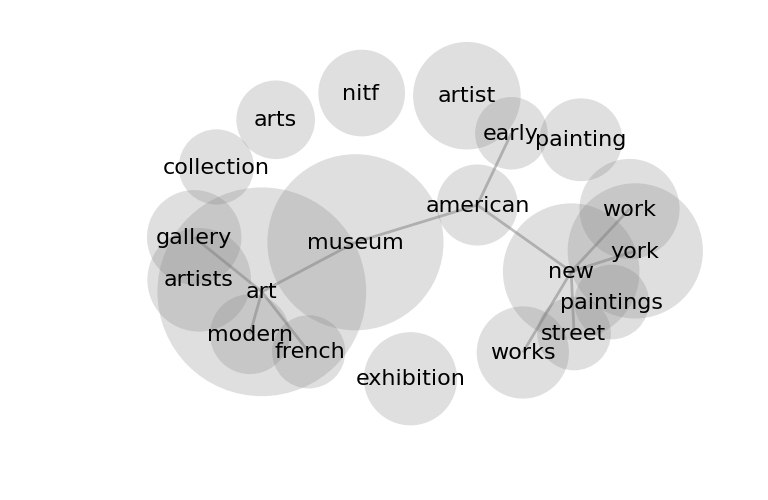 nitf
artist
arts
early
painting
collection
american
work
gallery
museum
york
new
artists
art
paintings
modern
street
french
works
exhibition